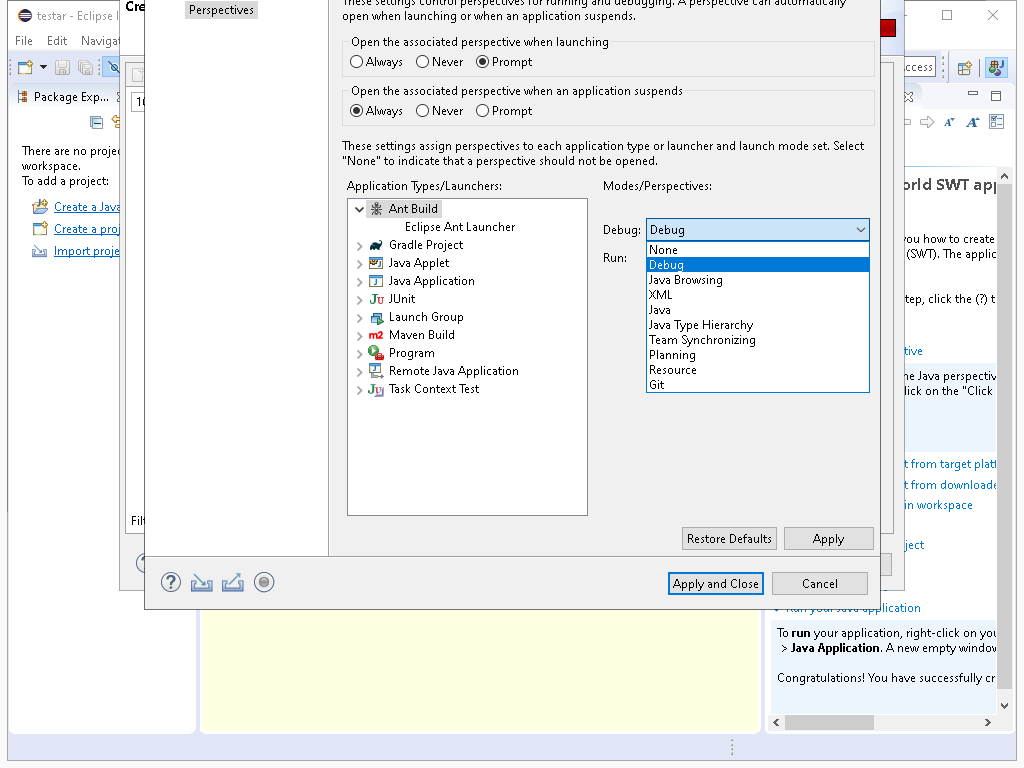 testar - Eclipse I
Cre
File Edit Navigat
Package Exp...
There are no proje
workspace.
To add a project:
Create a Java
Create a proj
Import proje
10
Filt
Perspectives
These settings control perspectives for running and debugging. A perspective can automatically
open when launching or when an application suspends.
Open the associated perspective when launching
Always Never Prompt
Open the associated perspective when an application suspends
Always Never Prompt
These settings assign perspectives to each application type or launcher and launch mode set. Select
"None" to indicate that a perspective should not be opened.
Application Types/Launchers:
Modes/Perspectives:
Ant Build
Eclipse Ant Launcher
Gradle Project
Java Applet
Java Application
JUnit
Launch Group
Maven Build
Program
Remote Java Application
Task Context Test
Debug: Debug
Run:
None
Debug
Java Browsing
XML
Java
Java Type Hierarchy
Team Synchronizing
Planning
Resource
Git
Restore Defaults Apply
Apply and Close Cancel
ccess
orld SWT app
you how to create
(SWT). The applic
tep, click the (?) t
tive
he Java perspectiv
lick on the "Click
t from target platf
t from downloade
in workspace
ject
Run your Java application
To run your application, right-click on you
> Java Application. A new empty window
Congratulations! You have successfully cr